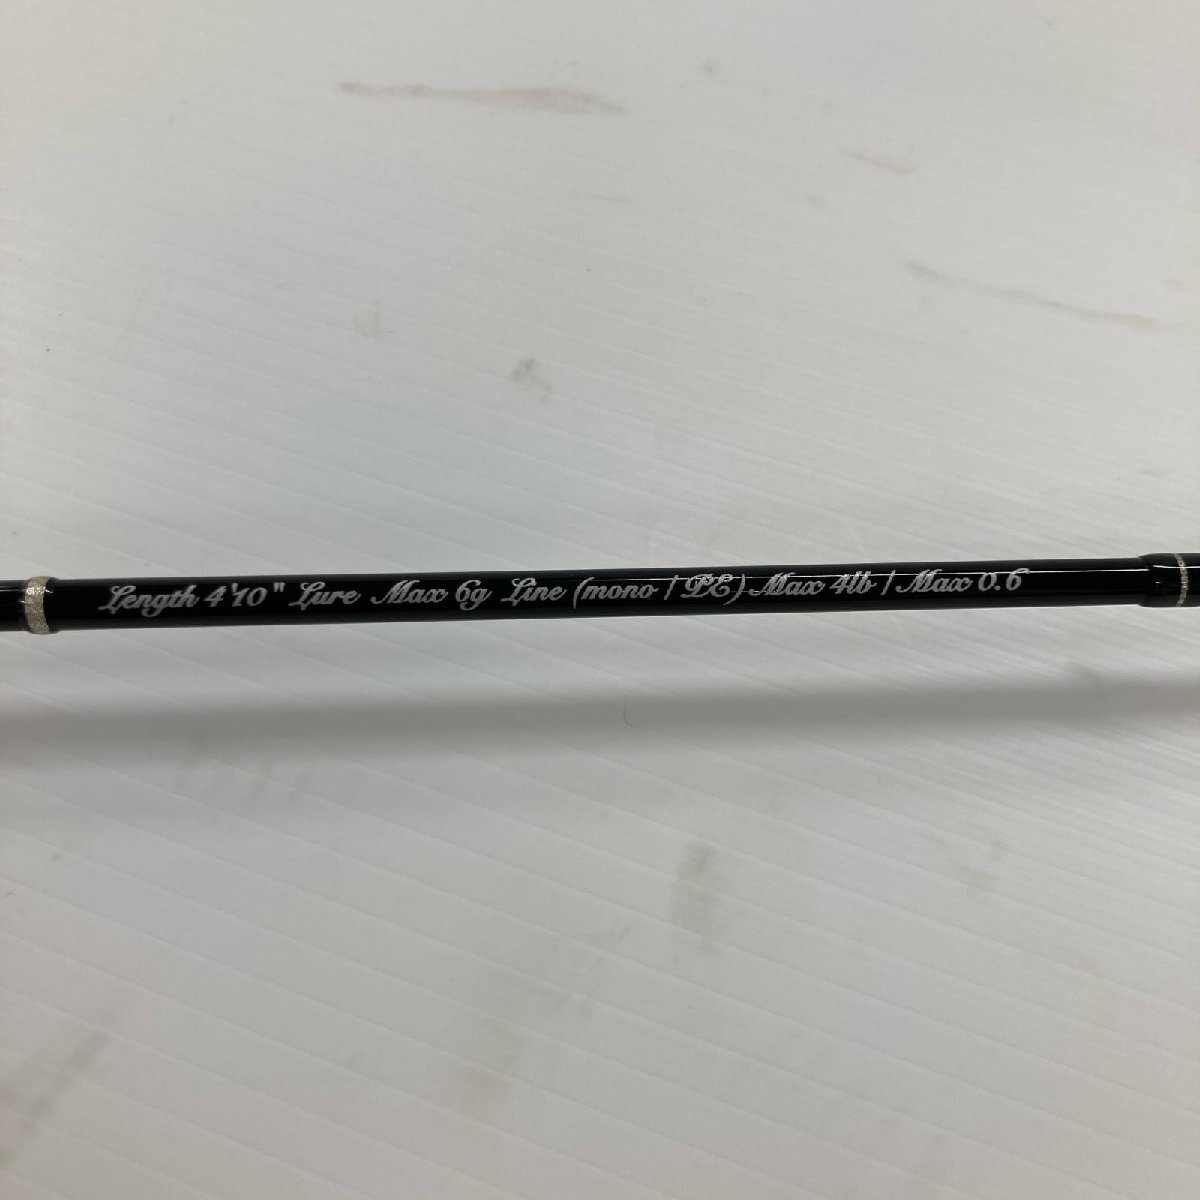 Length 4'10" Lure Max 6g Line (mono / PE) Max 4lb / Max 0.6